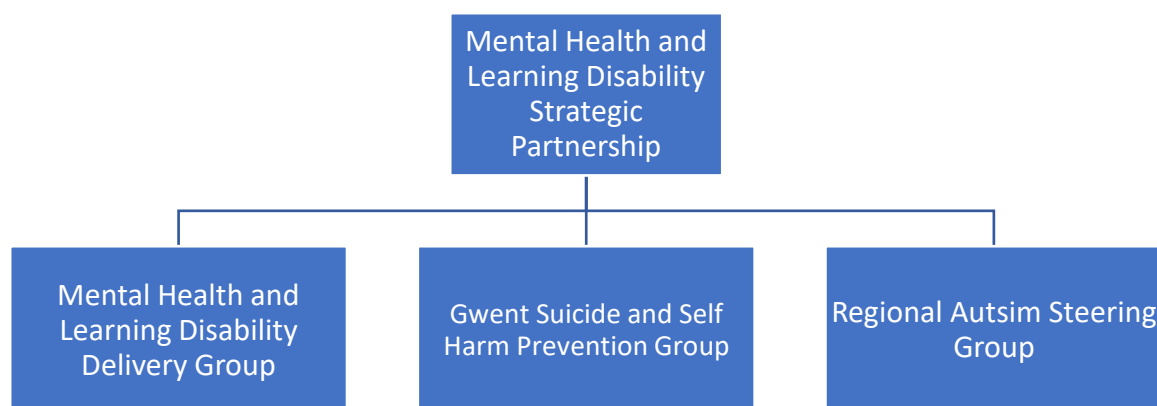 Mental Health and
Learning Disability
Strategic
Partnership
Mental Health and
Learning Disability
Delivery Group
Gwent Suicide and Self
Harm Prevention Group
Regional Autsim Steering
Group